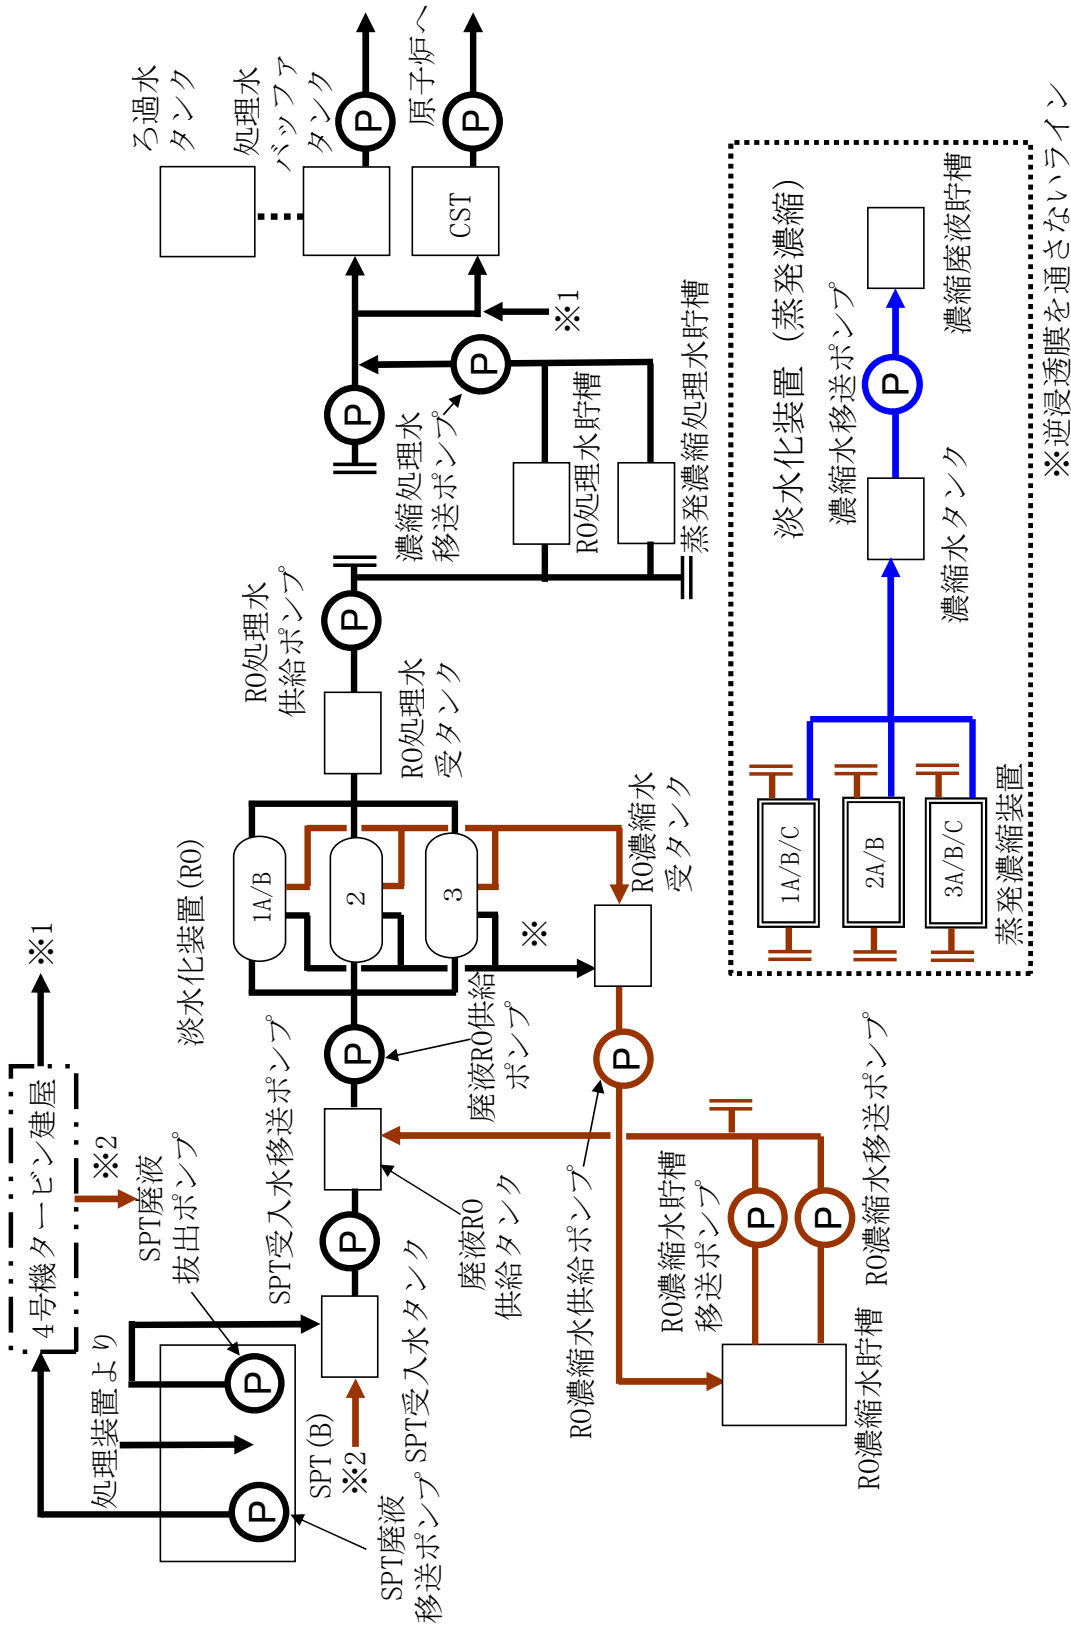 4号機タービン建屋
※1
※2
処理装置より
SPT廃液
抜出ポンプ
P
P
SPT(B)
※2
SPT廃液
移送ポンプ
SPT受入水移送ポンプ
P
SPT受入水タンク
淡水化装置(RO)
P
廃液RO供給
ポンプ
廃液RO
供給タンク
1A/B
2
3
※
RO濃縮水
受タンク
P
RO濃縮水供給ポンプ
RO濃縮水貯槽
移送ポンプ
P
P
RO濃縮水移送ポンプ
RO濃縮水貯槽
RO処理水
供給ポンプ
P
RO処理水
受タンク
ろ過水
タンク
処理水
バッファ
タンク
P
原子炉へ
P
CST
※1
P
P
濃縮処理水
移送ポンプ
RO処理水貯槽
蒸発濃縮処理水貯槽
淡水化装置(蒸発濃縮)
濃縮水移送ポンプ
P
濃縮廃液貯槽
濃縮水タンク
1A/B/C
2A/B
3A/B/C
蒸発濃縮装置
※逆浸透膜を通さないライン